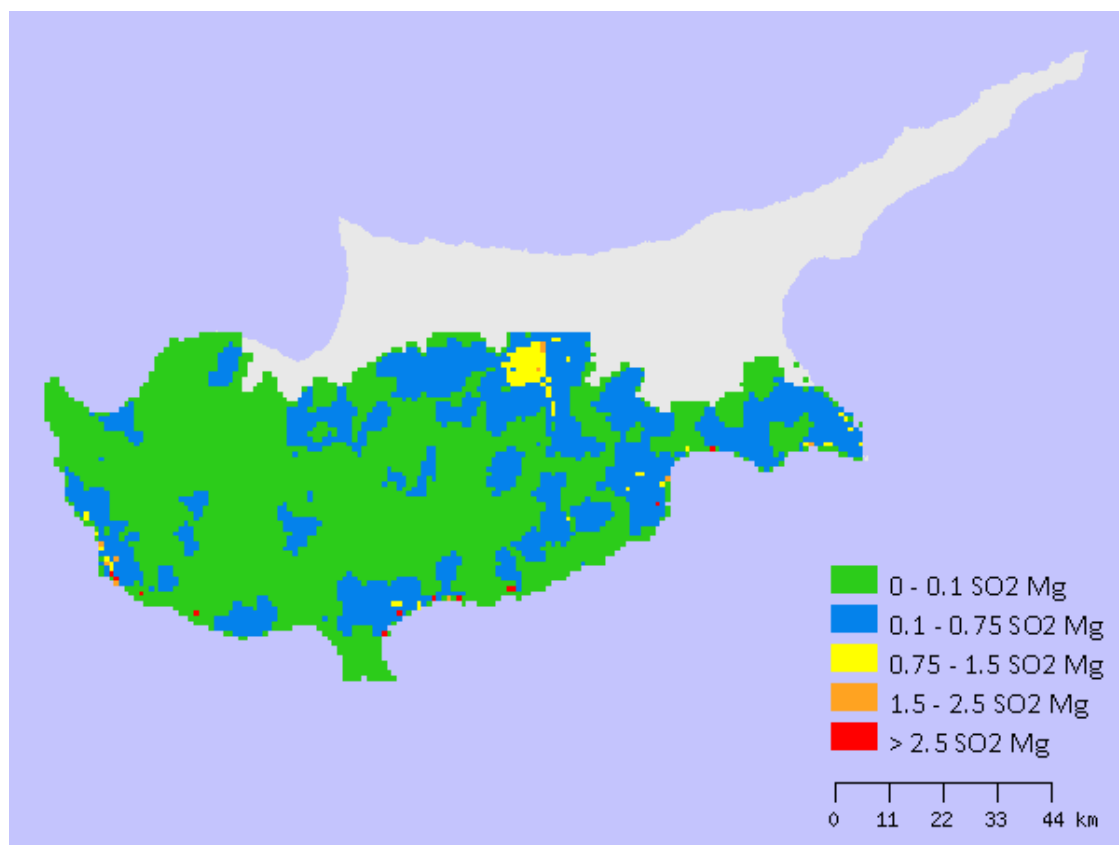 0 - 0.1 SO2 Mg
0.1 - 0.75 SO2 Mg
0.75 - 1.5 SO2 Mg
1.5 - 2.5 SO2 Mg
> 2.5 SO2 Mg
0 11 22 33 44 km